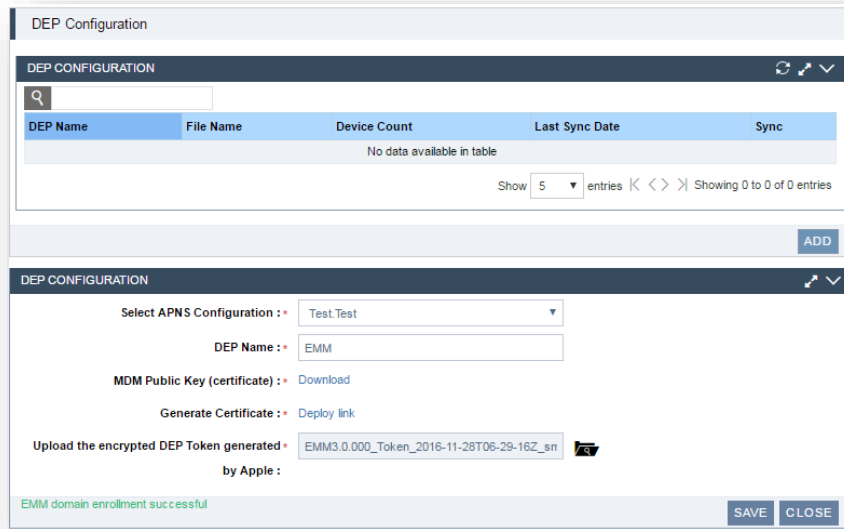 DEP Configuration
DEP CONFIGURATION
DEP Name File Name Device Count Last Sync Date Sync
No data available in table
Show 5 entries Showing 0 to 0 of 0 entries
ADD
DEP CONFIGURATION
Select APNS Configuration :* Test.Test
DEP Name :* EMM
MDM Public Key (certificate) :* Download
Generate Certificate :* Deploy link
Upload the encrypted DEP Token generated* EMM3.0.000_Token_2016-11-28T06-29-16Z_sm
by Apple :
EMM domain enrollment successful
SAVE CLOSE